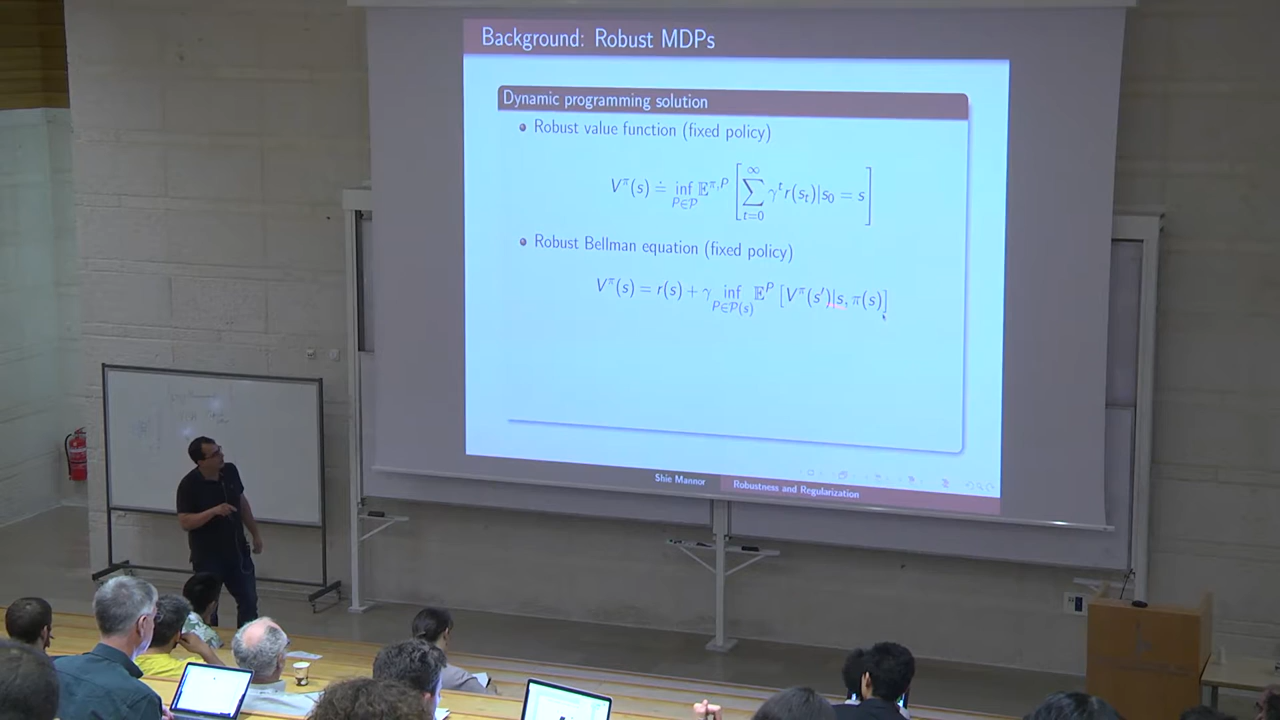 Background: Robust MDPs
Dynamic programming solution
• Robust value function (fixed policy)
V^π(s) ≐ inf_{P∈𝒫} 𝔼^{π,P} [ ∑_{t=0}^{∞} γ^t r(s_t)|s_0 = s ]
• Robust Bellman equation (fixed policy)
V^π(s) = r(s) + γ inf_{P∈𝒫(s)} 𝔼^P [V^π(s′)|s, π(s)]
Shie Mannor
Robustness and Regularization